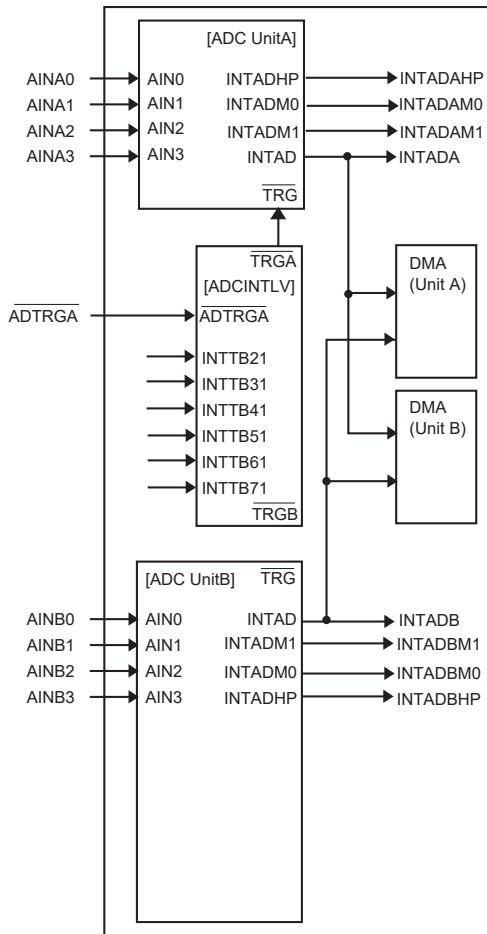 [ADC UnitA]
AINA0 AIN0 INTADHP INTADAHP
AINA1 AIN1 INTADM0 INTADAM0
AINA2 AIN2 INTADM1 INTADAM1
AINA3 AIN3 INTAD INTADA
TRG
TRGA
[ADCINTLV]
ADTRGA ADTRGA
INTTB21
INTTB31
INTTB41
INTTB51
INTTB61
INTTB71
TRGB
DMA
(Unit A)
DMA
(Unit B)
[ADC UnitB] TRG
AINB0 AIN0 INTAD INTADB
AINB1 AIN1 INTADM1 INTADBM1
AINB2 AIN2 INTADM0 INTADBM0
AINB3 AIN3 INTADHP INTADBHP